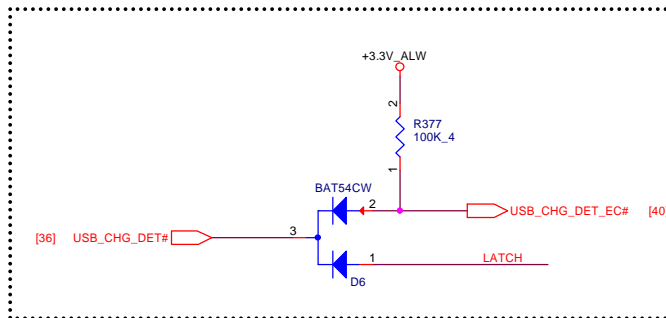 +3.3V_ALW
2
R377
100K_4
1
BAT54CW
2
USB_CHG_DET_EC# [40]
[36] USB_CHG_DET#
3
1
LATCH
D6